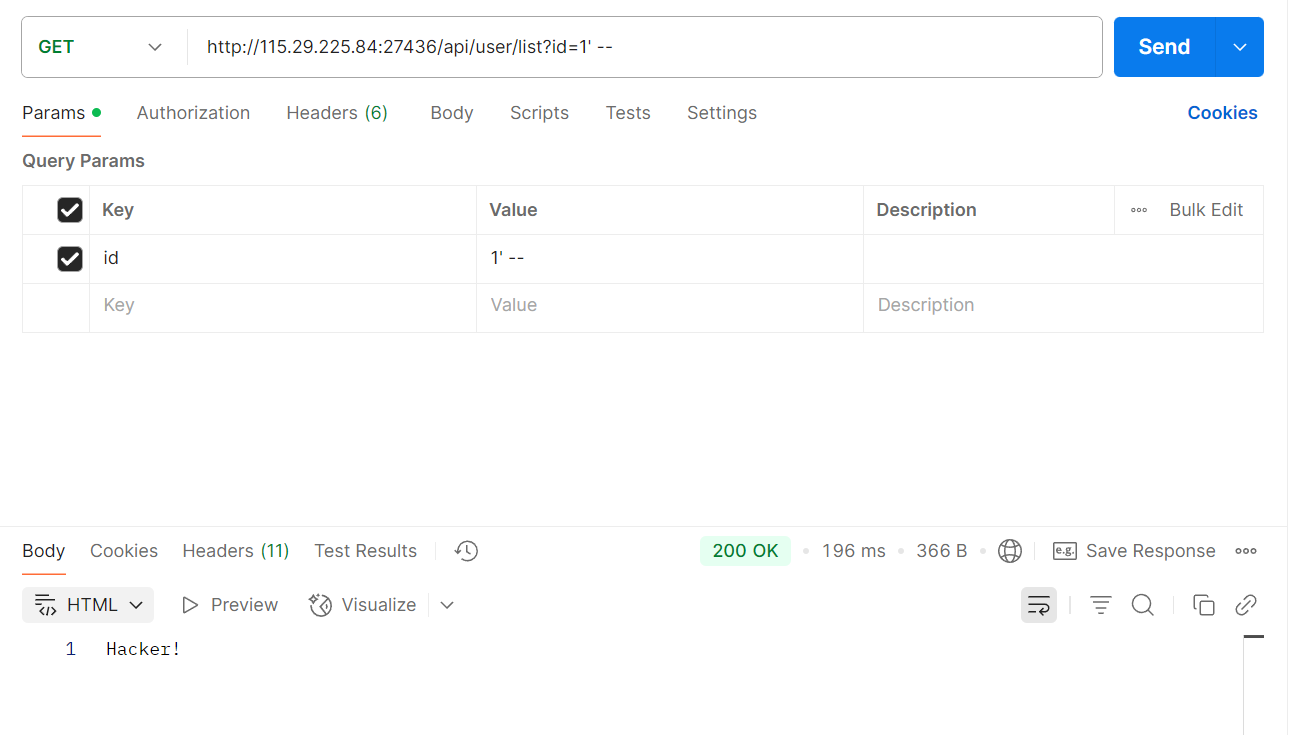 GET http://115.29.225.84:27436/api/user/list?id=1' -- Send
Params Authorization Headers (6) Body Scripts Tests Settings Cookies
Query Params
Key Value Description Bulk Edit
id 1' --
Key Value Description
Body Cookies Headers (11) Test Results 200 OK 196 ms 366 B e.g. Save Response
HTML Preview Visualize
1 Hacker!